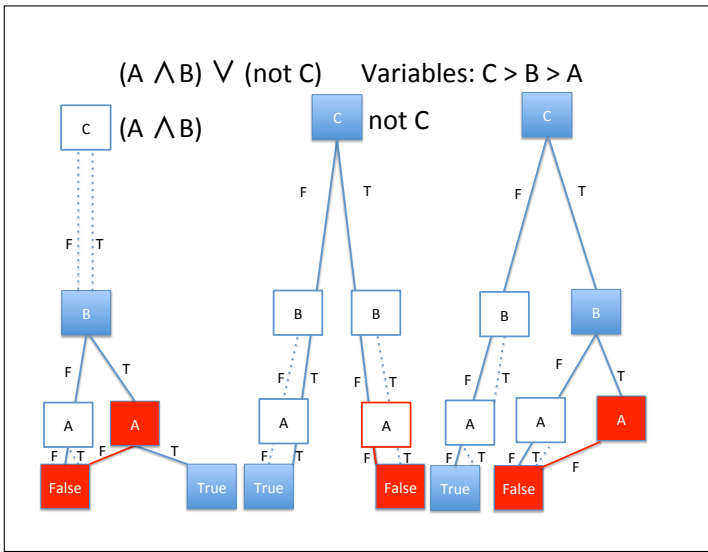 (A ∧ B) ∨ (not C) Variables: C > B > A
C (A ∧ B) C not C C
F T F T F T
B B B B B
F T F T F T F T F T
A A A A A A A
F T F T F T F T F T F T F
False True True False True False